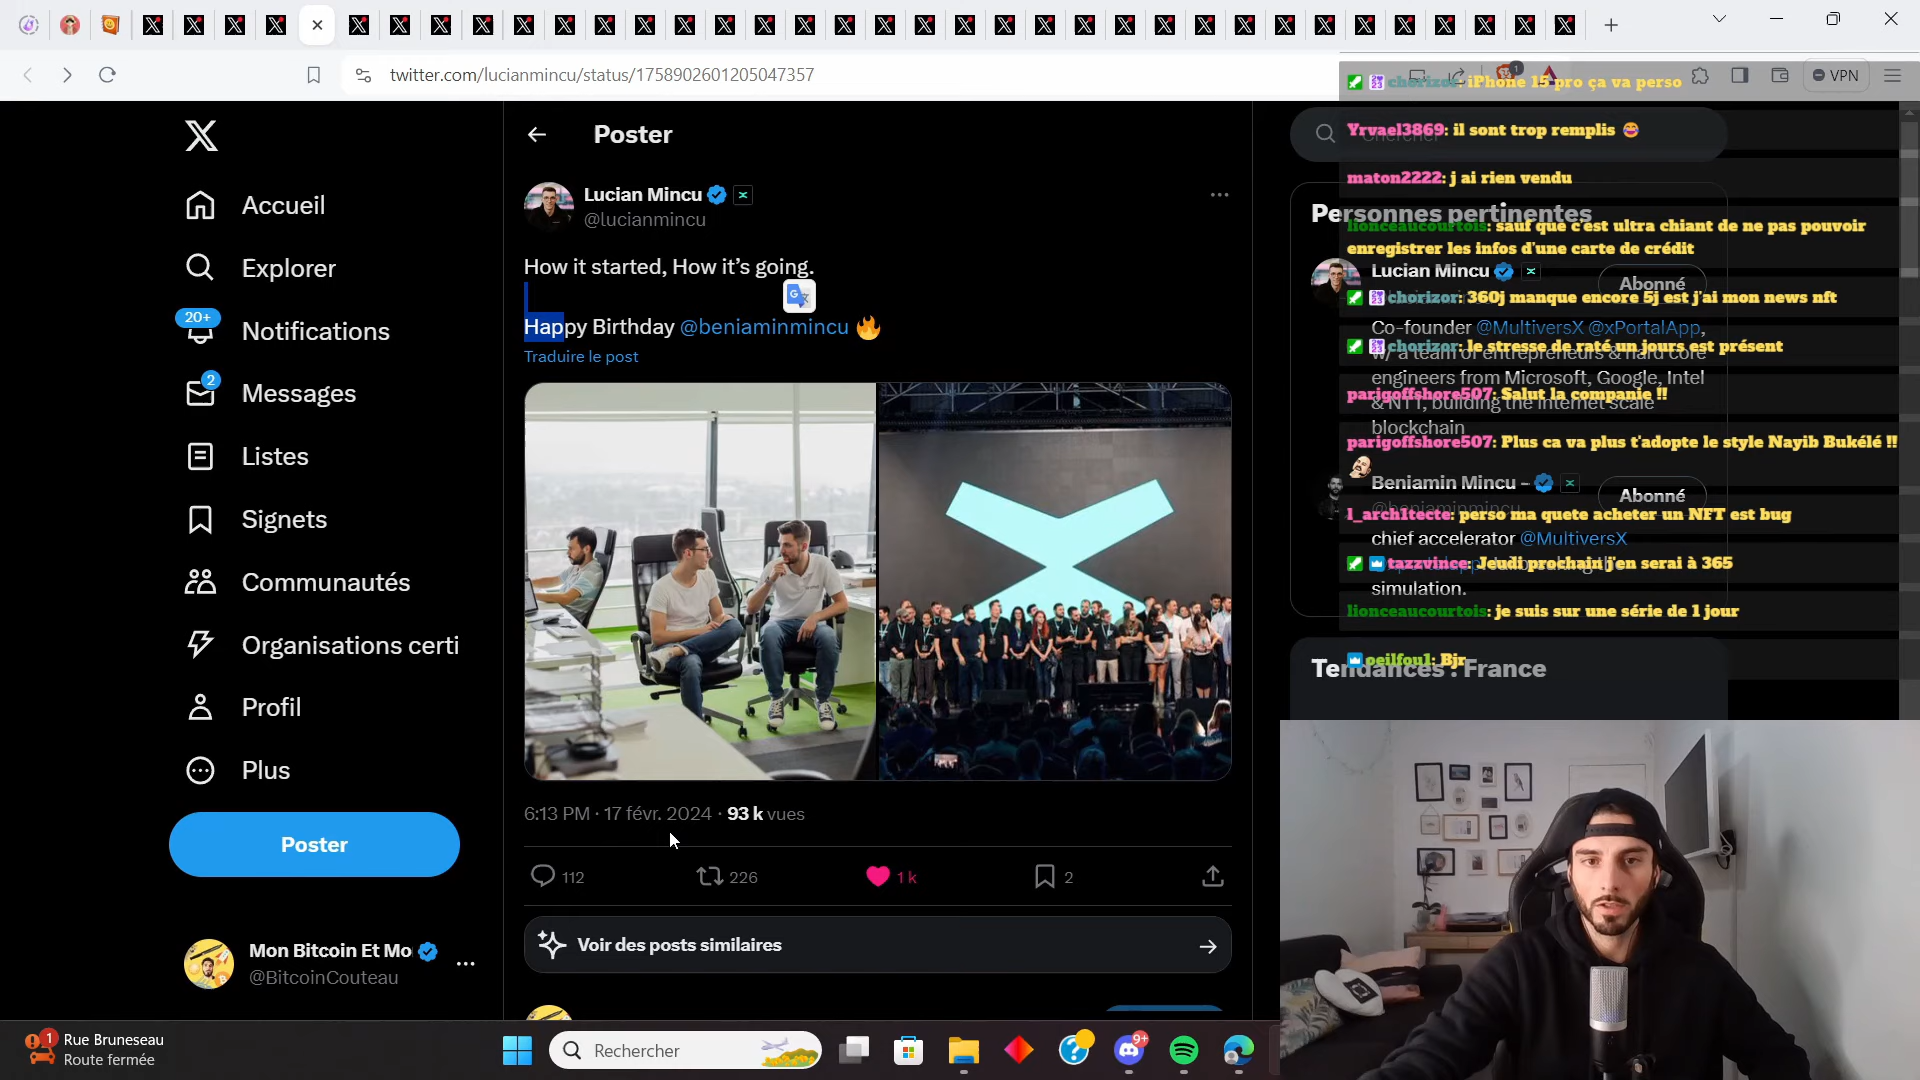 twitter.com/lucianmincu/status/1758902601205047357
1
VPN
Accueil
Explorer
20+
Notifications
2
Messages
Listes
Signets
Communautés
Organisations certi
Profil
Plus
Poster
Mon Bitcoin Et Mo
@BitcoinCouteau
Poster
Lucian Mincu
@lucianmincu
How it started, How it's going.
Happy Birthday @beniaminmincu 🔥
Traduire le post
6:13 PM · 17 févr. 2024 · 93 k vues
112
226
1 k
2
Voir des posts similaires
Personnes pertinentes
Lucian Mincu
Abonné
Co-founder @MultiversX @xPortalApp,
w/ a team of entrepreneurs & hard core
engineers from Microsoft, Google, Intel
& NTT, building the internet scale
blockchain
Beniamin Mincu -
Abonné
@beniaminmincu
chief accelerator @MultiversX
simulation.
Tendances : France
chorizor: iPhone 15 pro ça va perso
Yrvael3869: il sont trop remplis 😂
maton2222: j ai rien vendu
lionceaucourtois: sauf que c'est ultra chiant de ne pas pouvoir
enregistrer les infos d'une carte de crédit
chorizor: 360j manque encore 5j est j'ai mon news nft
chorizor: le stresse de raté un jours est présent
parigoffshore507: Salut la companie !!
parigoffshore507: Plus ca va plus t'adopte le style Nayib Bukélé !!
l_arch1tecte: perso ma quete acheter un NFT est bug
tazzvince: Jeudi prochain j'en serai à 365
lionceaucourtois: je suis sur une série de 1 jour
oeilfou1: Bjr
1
Rue Bruneseau
Route fermée
Rechercher
9+